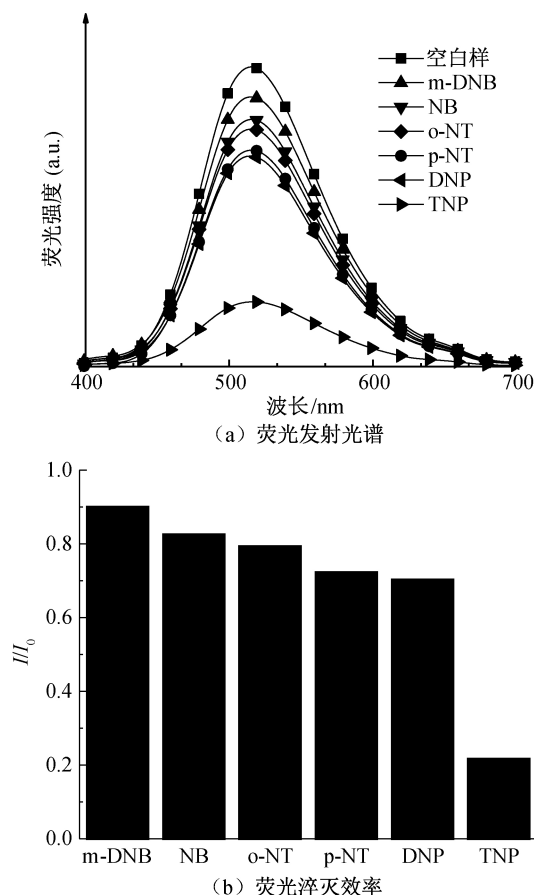 空白样
m-DNB
NB
o-NT
p-NT
DNP
TNP
荧光强度 (a.u.)
400 500 600 700
波长/nm
（a）荧光发射光谱
1.0
0.8
0.6
0.4
0.2
0.0
I/I0
m-DNB NB o-NT p-NT DNP TNP
（b）荧光淬灭效率